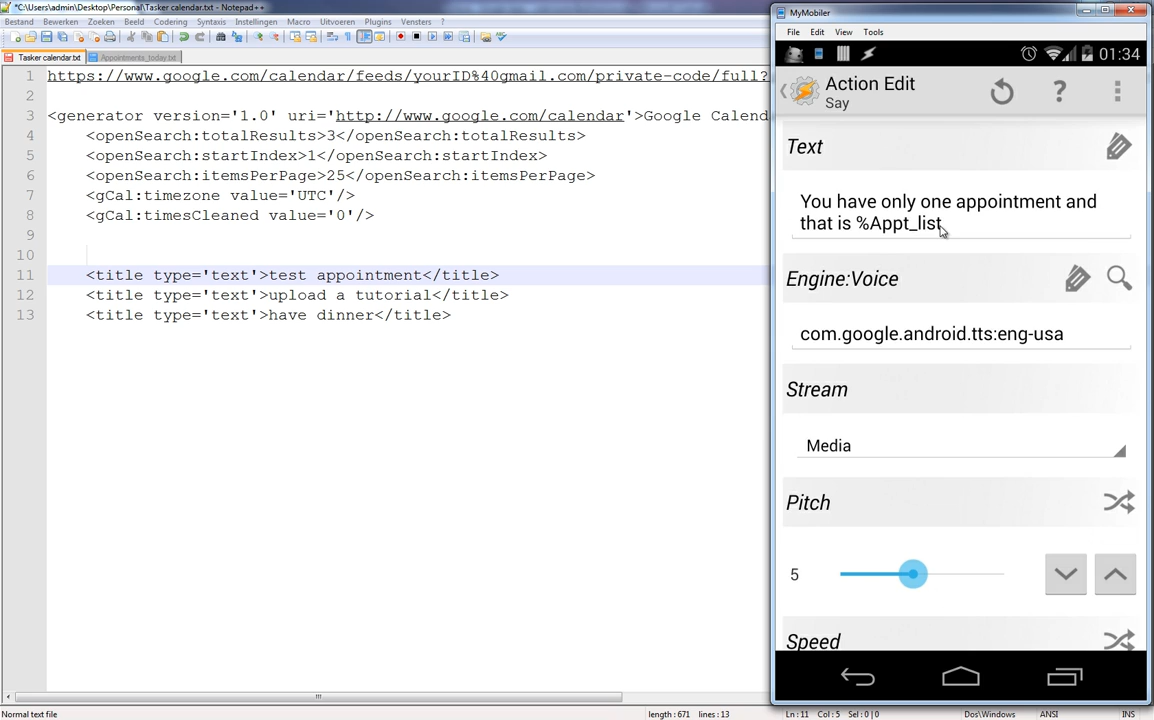 *C:\Users\admin\Desktop\Personal\Tasker calendar.txt - Notepad++
Bestand Bewerken Zoeken Beeld Codering Syntaxis Instellingen Macro Uitvoeren Plugins Vensters ?
Tasker calendar.txt Appointments_today.txt
1 https://www.google.com/calendar/feeds/yourID%40gmail.com/private-code/full?
2
3 <generator version='1.0' uri='http://www.google.com/calendar'>Google Calend
4 <openSearch:totalResults>3</openSearch:totalResults>
5 <openSearch:startIndex>1</openSearch:startIndex>
6 <openSearch:itemsPerPage>25</openSearch:itemsPerPage>
7 <gCal:timezone value='UTC'/>
8 <gCal:timesCleaned value='0'/>
9
10
11 <title type='text'>test appointment</title>
12 <title type='text'>upload a tutorial</title>
13 <title type='text'>have dinner</title>
Normal text file length : 671 lines : 13 Ln : 11 Col : 5 Sel : 0 | 0 Dos\Windows ANSI INS
MyMobiler
File Edit View Tools
01:34
Action Edit
Say
Text
You have only one appointment and
that is %Appt_list
Engine:Voice
com.google.android.tts:eng-usa
Stream
Media
Pitch
5
Speed